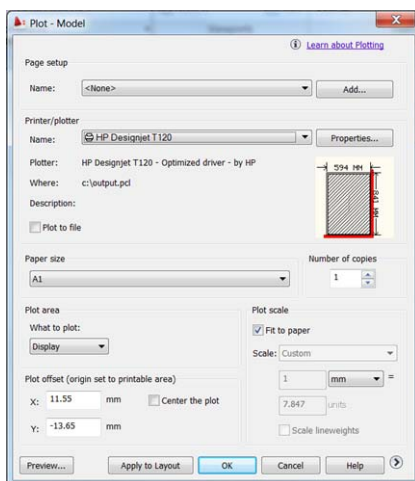 Plot - Model
Learn about Plotting
Page setup
Name: <None> Add...
Printer/plotter
Name: HP Designjet T120 Properties...
Plotter: HP Designjet T120 - Optimized driver - by HP
Where: c:\output.pcl
Description:
Plot to file
594 MM
841 MM
Paper size
A1
Number of copies
1
Plot area
What to plot:
Display
Plot offset (origin set to printable area)
X: 11.55 mm Center the plot
Y: -13.65 mm
Plot scale
Fit to paper
Scale: Custom
1 mm =
7.847 units
Scale lineweights
Preview... Apply to Layout OK Cancel Help